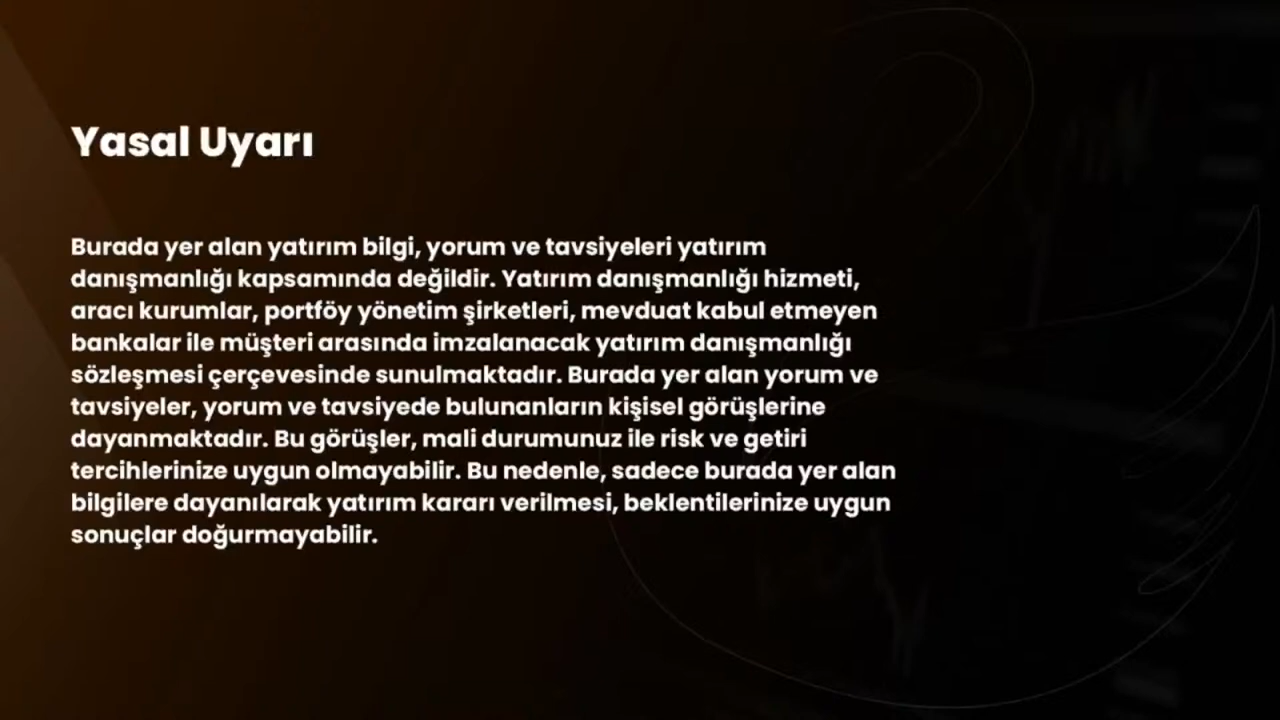 Yasal Uyarı
Burada yer alan yatırım bilgi, yorum ve tavsiyeleri yatırım
danışmanlığı kapsamında değildir. Yatırım danışmanlığı hizmeti,
aracı kurumlar, portföy yönetim şirketleri, mevduat kabul etmeyen
bankalar ile müşteri arasında imzalanacak yatırım danışmanlığı
sözleşmesi çerçevesinde sunulmaktadır. Burada yer alan yorum ve
tavsiyeler, yorum ve tavsiyede bulunanların kişisel görüşlerine
dayanmaktadır. Bu görüşler, mali durumunuz ile risk ve getiri
tercihlerinize uygun olmayabilir. Bu nedenle, sadece burada yer alan
bilgilere dayanılarak yatırım kararı verilmesi, beklentilerinize uygun
sonuçlar doğurmayabilir.